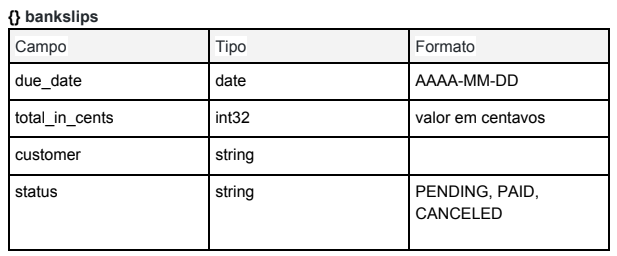 {} bankslips
Campo Tipo Formato
due_date date AAAA-MM-DD
total_in_cents int32 valor em centavos
customer string
status string PENDING, PAID,
CANCELED